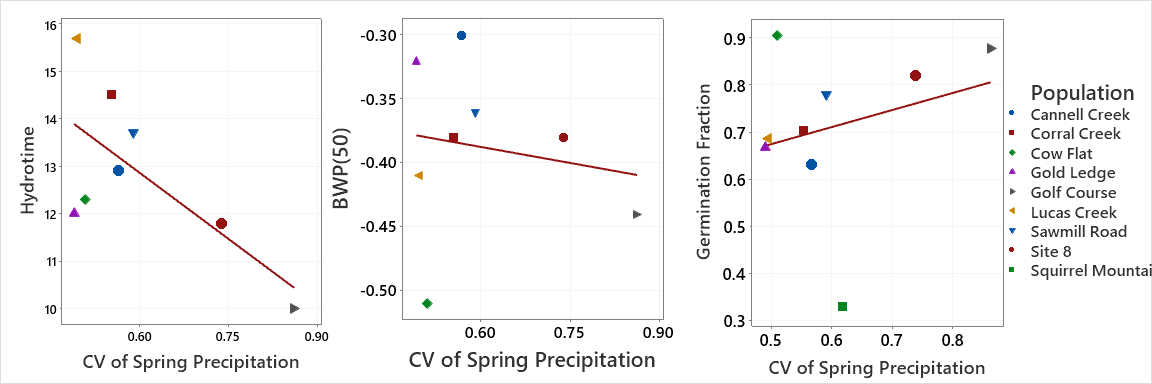 Hydrotime
16
15
14
13
12
11
10
0.60
0.75
0.90
CV of Spring Precipitation
BWP(50)
-0.30
-0.35
-0.40
-0.45
-0.50
0.60
0.75
0.90
CV of Spring Precipitation
Germination Fraction
0.9
0.8
0.7
0.6
0.5
0.4
0.3
0.5
0.6
0.7
0.8
CV of Spring Precipitation
Population
Cannell Creek
Corral Creek
Cow Flat
Gold Ledge
Golf Course
Lucas Creek
Sawmill Road
Site 8
Squirrel Mountai